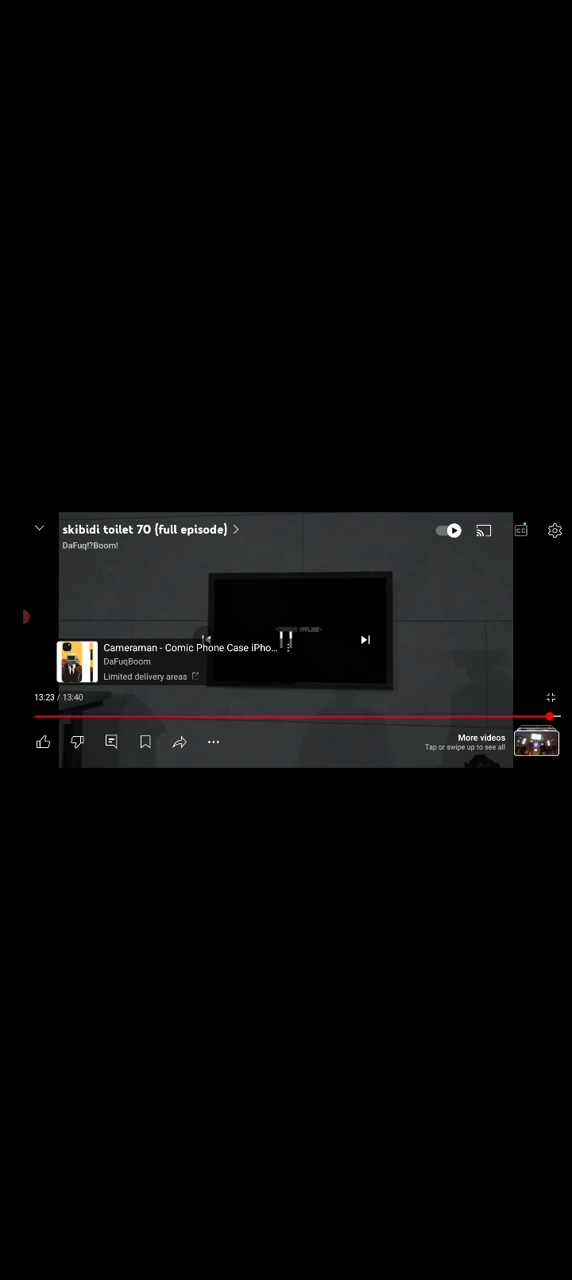 skibidi toilet 70 (full episode)
DaFuq!?Boom!
CC
Cameraman - Comic Phone Case iPho...
DaFuqBoom
Limited delivery areas
13:23 / 13:40
More videos
Tap or swipe up to see all